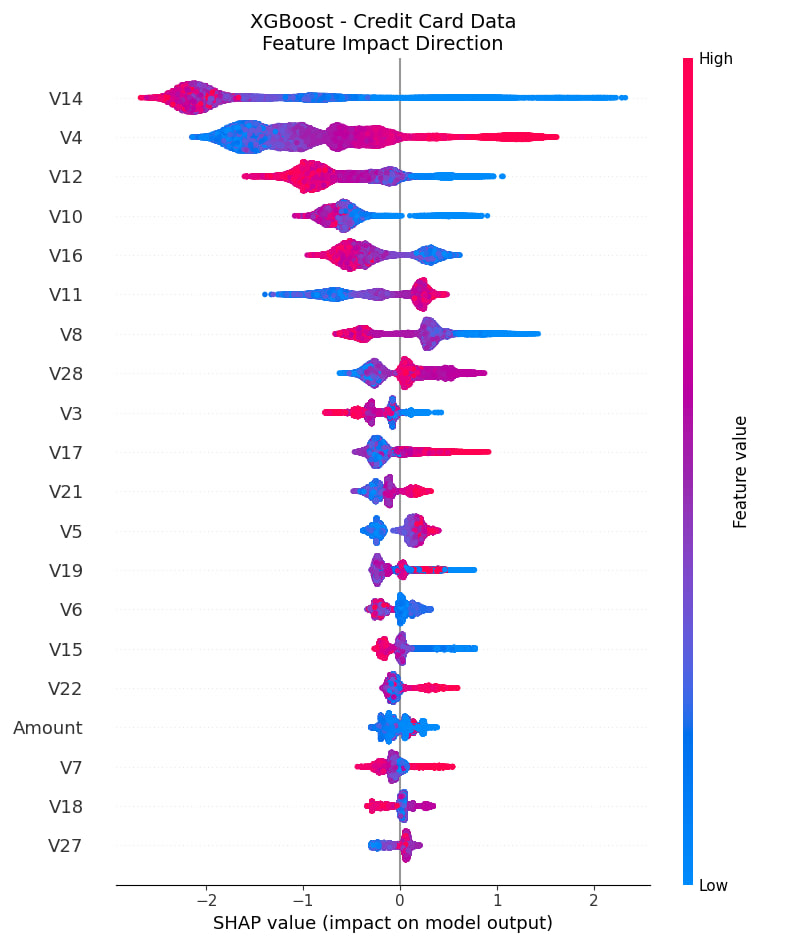 XGBoost - Credit Card Data
Feature Impact Direction
High
V14
V4
V12
V10
V16
V11
V8
V28
V3
V17
V21
V5
V19
V6
V15
V22
Amount
V7
V18
V27
Feature value
Low
−2 −1 0 1 2
SHAP value (impact on model output)